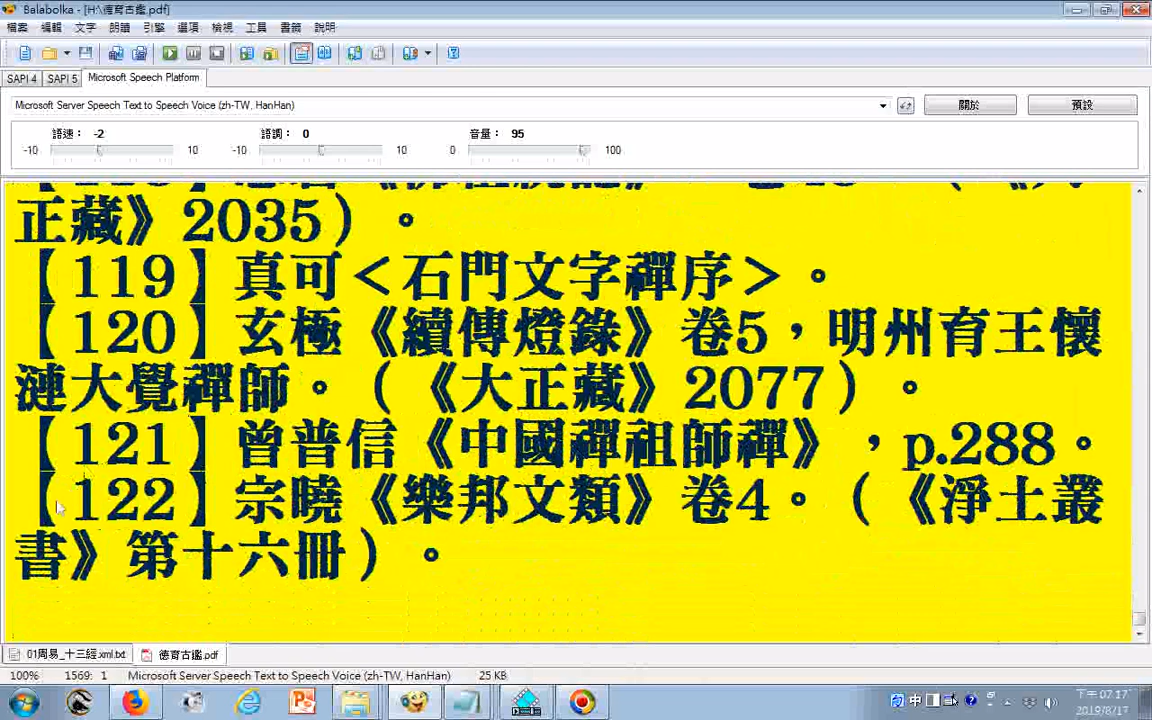 Balabolka - [H:\德育古鑑.pdf]
檔案 編輯 文字 朗讀 引擎 選項 檢視 工具 書籤 說明
SAPI 4 SAPI 5 Microsoft Speech Platform
Microsoft Server Speech Text to Speech Voice (zh-TW, HanHan) 關於 預設
語速： -2 語調： 0 音量： 95
-10 10 -10 10 0 100
正藏》2035）。
【119】真可＜石門文字禪序＞。
【120】玄極《續傳燈錄》卷5，明州育王懷
漣大覺禪師。（《大正藏》2077）。
【121】曾普信《中國禪祖師禪》，p.288。
【122】宗曉《樂邦文類》卷4。（《淨土叢
書》第十六冊）。
01周易_十三經.xml.txt 德育古鑑.pdf
100% 1569: 1 Microsoft Server Speech Text to Speech Voice (zh-TW, HanHan) 25 KB
中 下午 07:17
2019/8/17